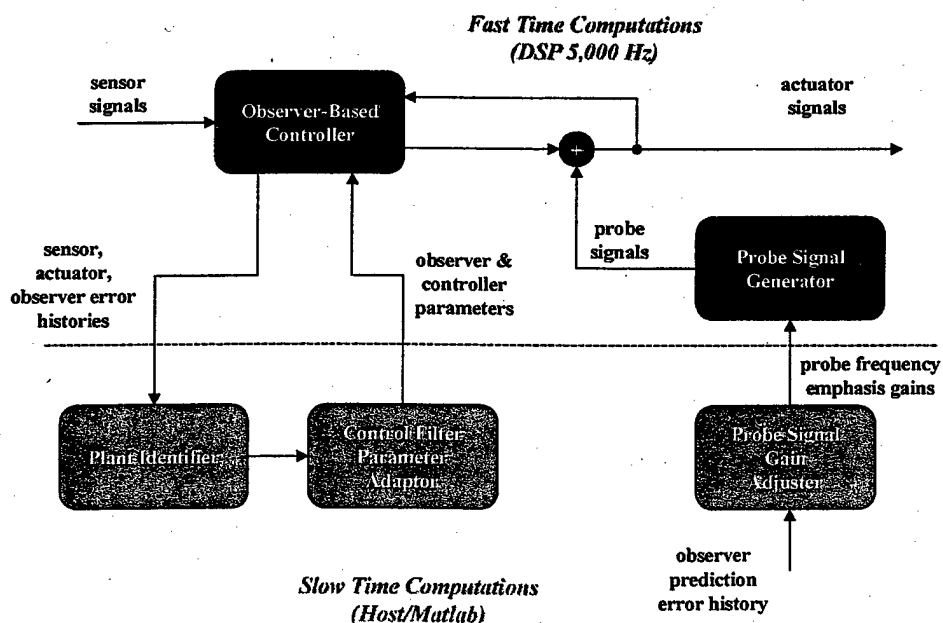 Fast Time Computations
(DSP 5,000 Hz)
sensor
signals
Observer-Based
Controller
actuator
signals
+
probe
signals
Probe Signal
Generator
sensor,
actuator,
observer error
histories
observer &
controller
parameters
probe frequency
emphasis gains
Plant Identifier
Control Filter
Parameter
Adaptor
Probe Signal
Gain
Adjuster
observer
prediction
error history
Slow Time Computations
(Host/Matlab)